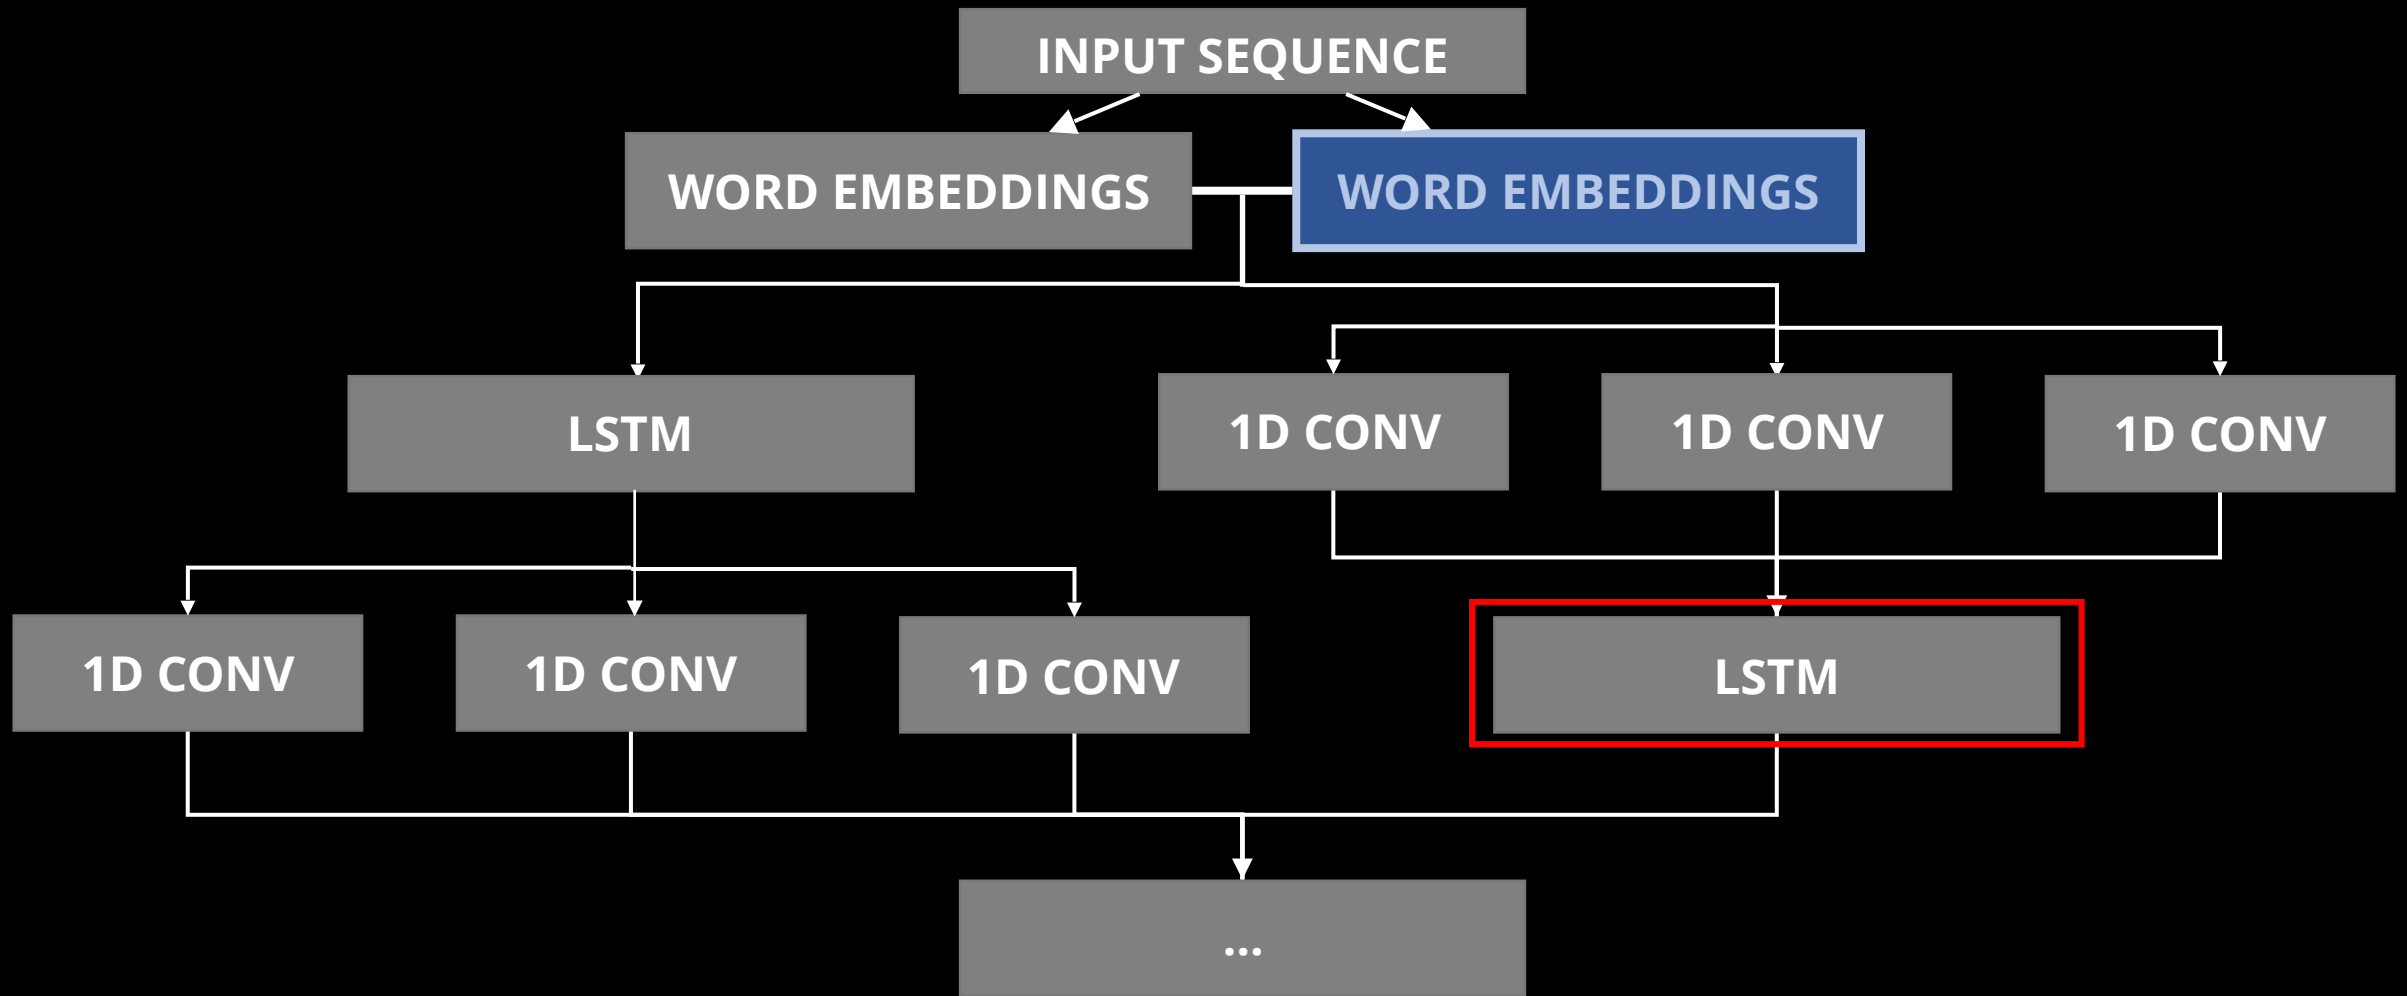 INPUT SEQUENCE
WORD EMBEDDINGS
WORD EMBEDDINGS
LSTM
1D CONV
1D CONV
1D CONV
1D CONV
1D CONV
1D CONV
LSTM
...